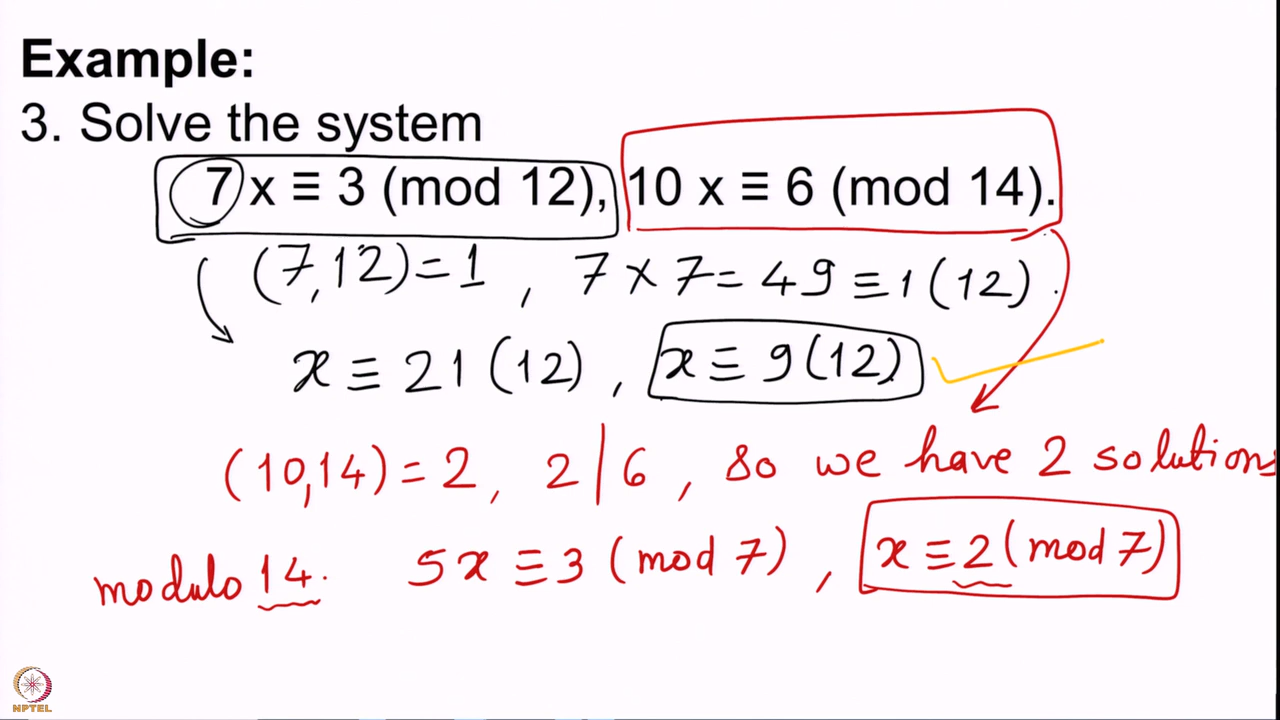 Example:
3. Solve the system
7 x ≡ 3 (mod 12), 10 x ≡ 6 (mod 14).
(7,12) = 1 , 7 × 7 = 49 ≡ 1 (12) .
x ≡ 21 (12) , x ≡ 9 (12)
(10,14) = 2, 2 | 6 , so we have 2 solutions
modulo 14. 5x ≡ 3 (mod 7) , x ≡ 2 (mod 7)
NPTEL